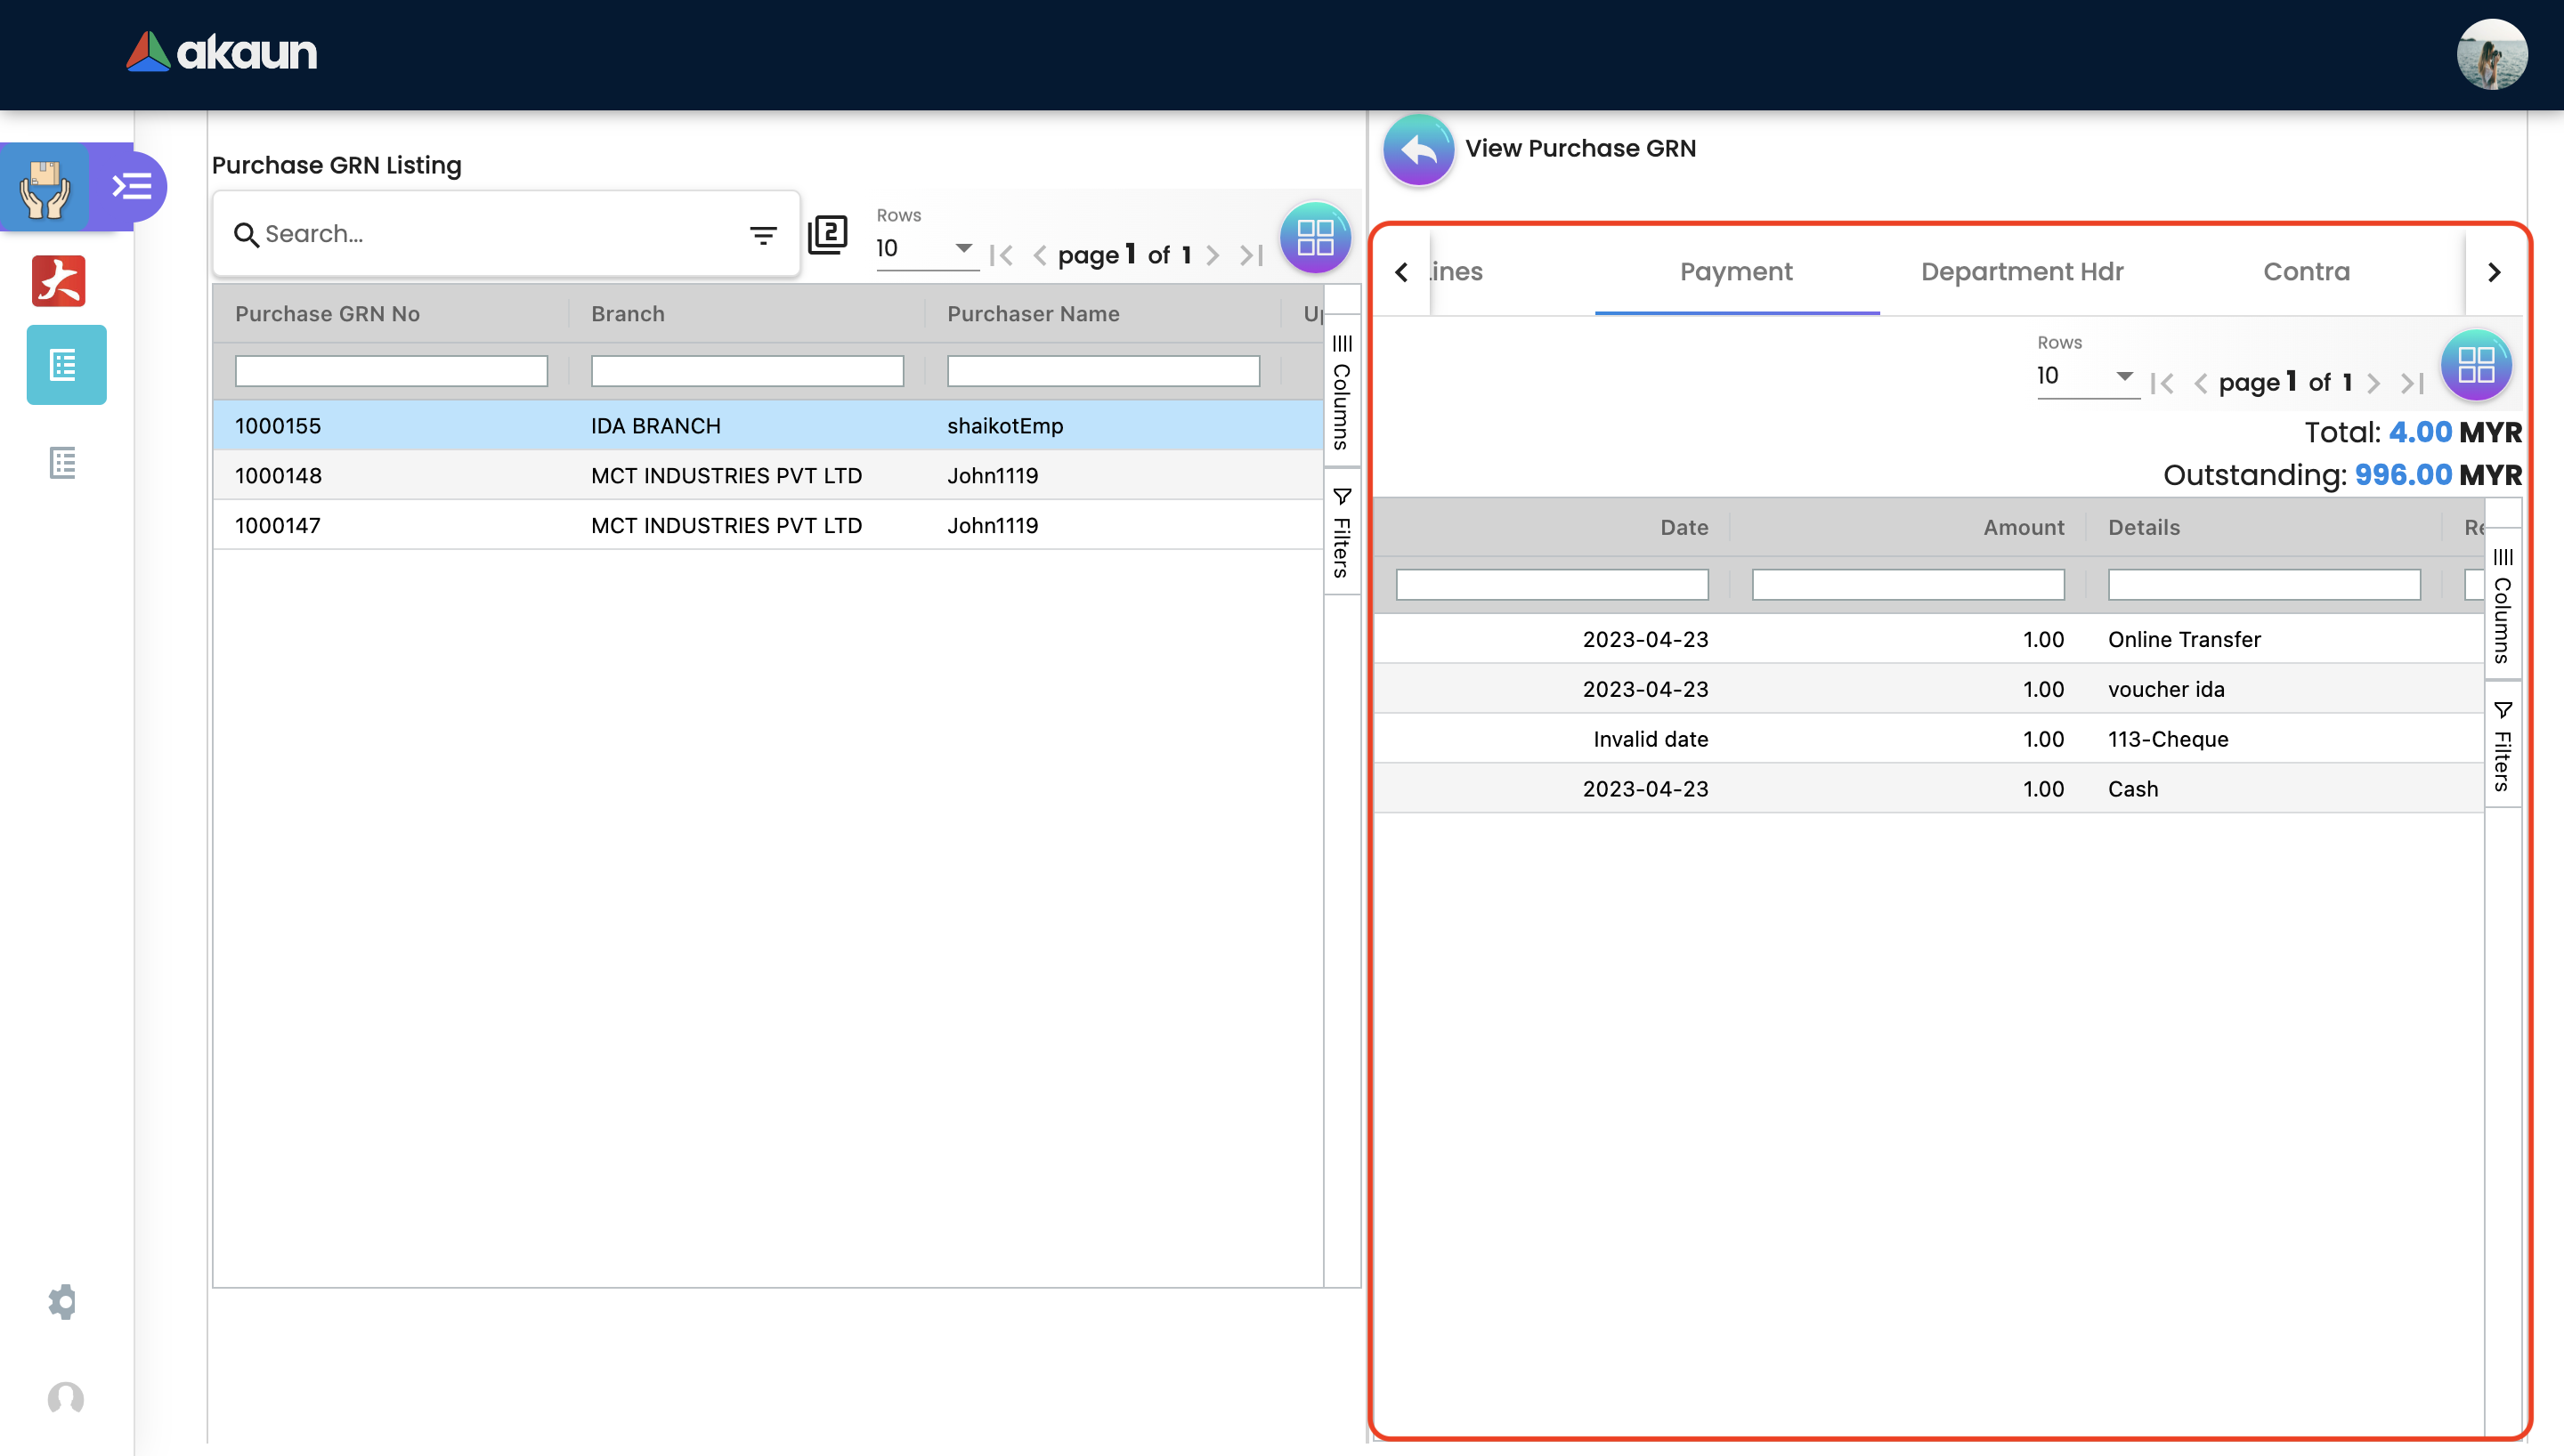 akaun
Purchase GRN Listing
Search...
2
Rows
10
page 1 of 1
Purchase GRN No Branch Purchaser Name
1000155 IDA BRANCH shaikotEmp
1000148 MCT INDUSTRIES PVT LTD John1119
1000147 MCT INDUSTRIES PVT LTD John1119
Columns
Filters
View Purchase GRN
Payment Department Hdr Contra
Rows
10
page 1 of 1
Total: 4.00 MYR
Outstanding: 996.00 MYR
Date Amount Details
2023-04-23 1.00 Online Transfer
2023-04-23 1.00 voucher ida
Invalid date 1.00 113-Cheque
2023-04-23 1.00 Cash
Columns
Filters